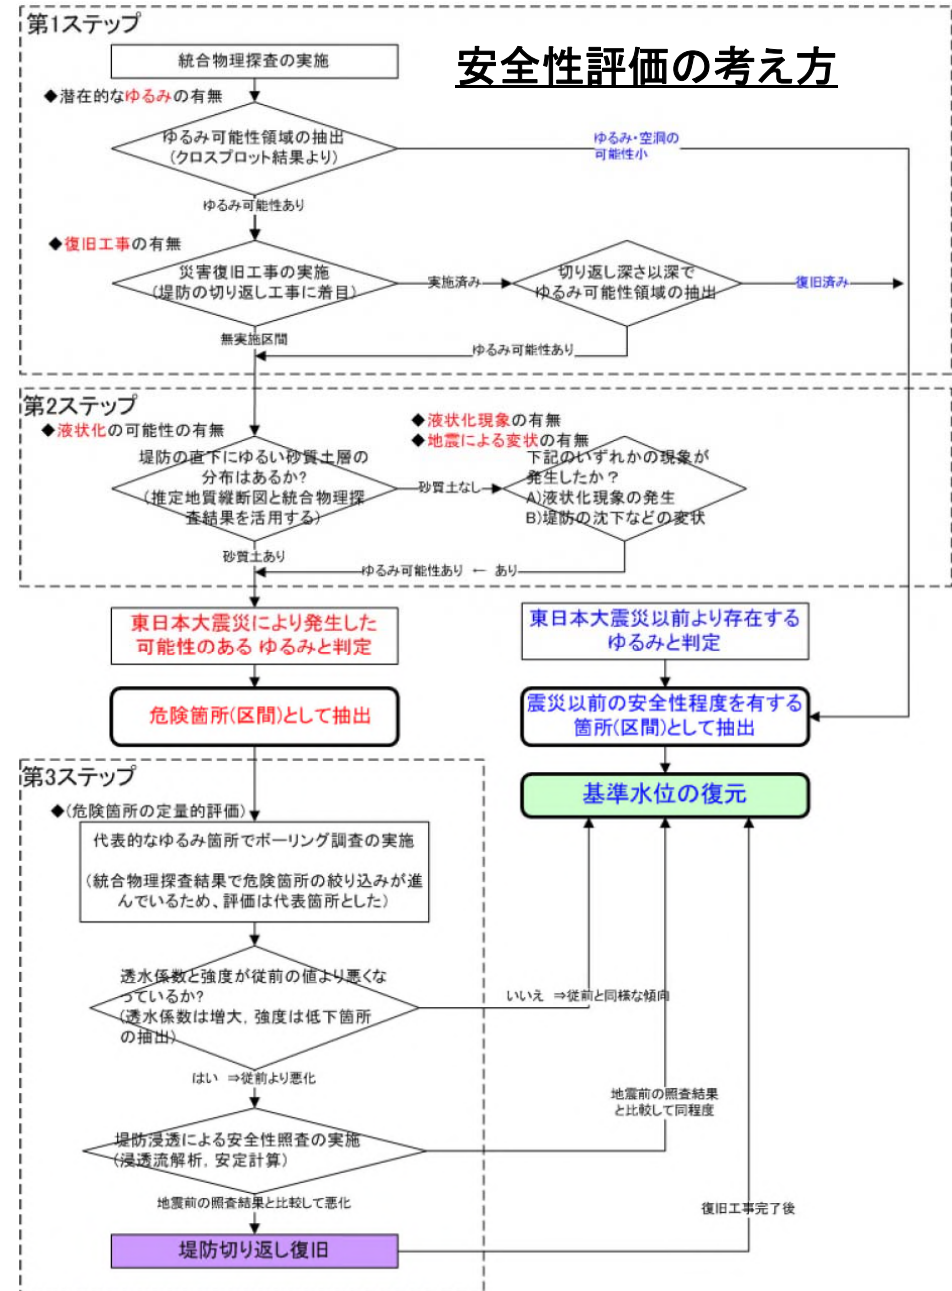 第1ステップ
安全性評価の考え方
統合物理探査の実施
◆潜在的なゆるみの有無
ゆるみ可能性領域の抽出
(クロスプロット結果より)
ゆるみ・空洞の
可能性小
ゆるみ可能性あり
◆復旧工事の有無
災害復旧工事の実施
(堤防の切り返し工事に着目)
実施済み
切り返し深さ以深で
ゆるみ可能性領域の抽出
復旧済み
無実施区間
ゆるみ可能性あり
第2ステップ
◆液状化の可能性の有無
◆液状化現象の有無
◆地震による変状の有無
堤防の直下にゆるい砂質土層の
分布はあるか?
(推定地質縦断図と統合物理探
査結果を活用する)
砂質土なし
下記のいずれかの現象が
発生したか?
A)液状化現象の発生
B)堤防の沈下などの変状
砂質土あり
ゆるみ可能性あり ← あり
東日本大震災により発生した
可能性のある ゆるみと判定
東日本大震災以前より存在する
ゆるみと判定
危険箇所(区間)として抽出
震災以前の安全性程度を有する
箇所(区間)として抽出
基準水位の復元
第3ステップ
◆(危険箇所の定量的評価)
代表的なゆるみ箇所でボーリング調査の実施
(統合物理探査結果で危険箇所の絞り込みが進
んでいるため、評価は代表箇所とした)
透水係数と強度が従前の値より悪くな
っているか?
(透水係数は増大, 強度は低下箇所
の抽出)
いいえ ⇒従前と同様な傾向
はい ⇒従前より悪化
地震前の照査結果
と比較して同程度
堤防浸透による安全性照査の実施
(浸透流解析, 安定計算)
地震前の照査結果と比較して悪化
復旧工事完了後
堤防切り返し復旧